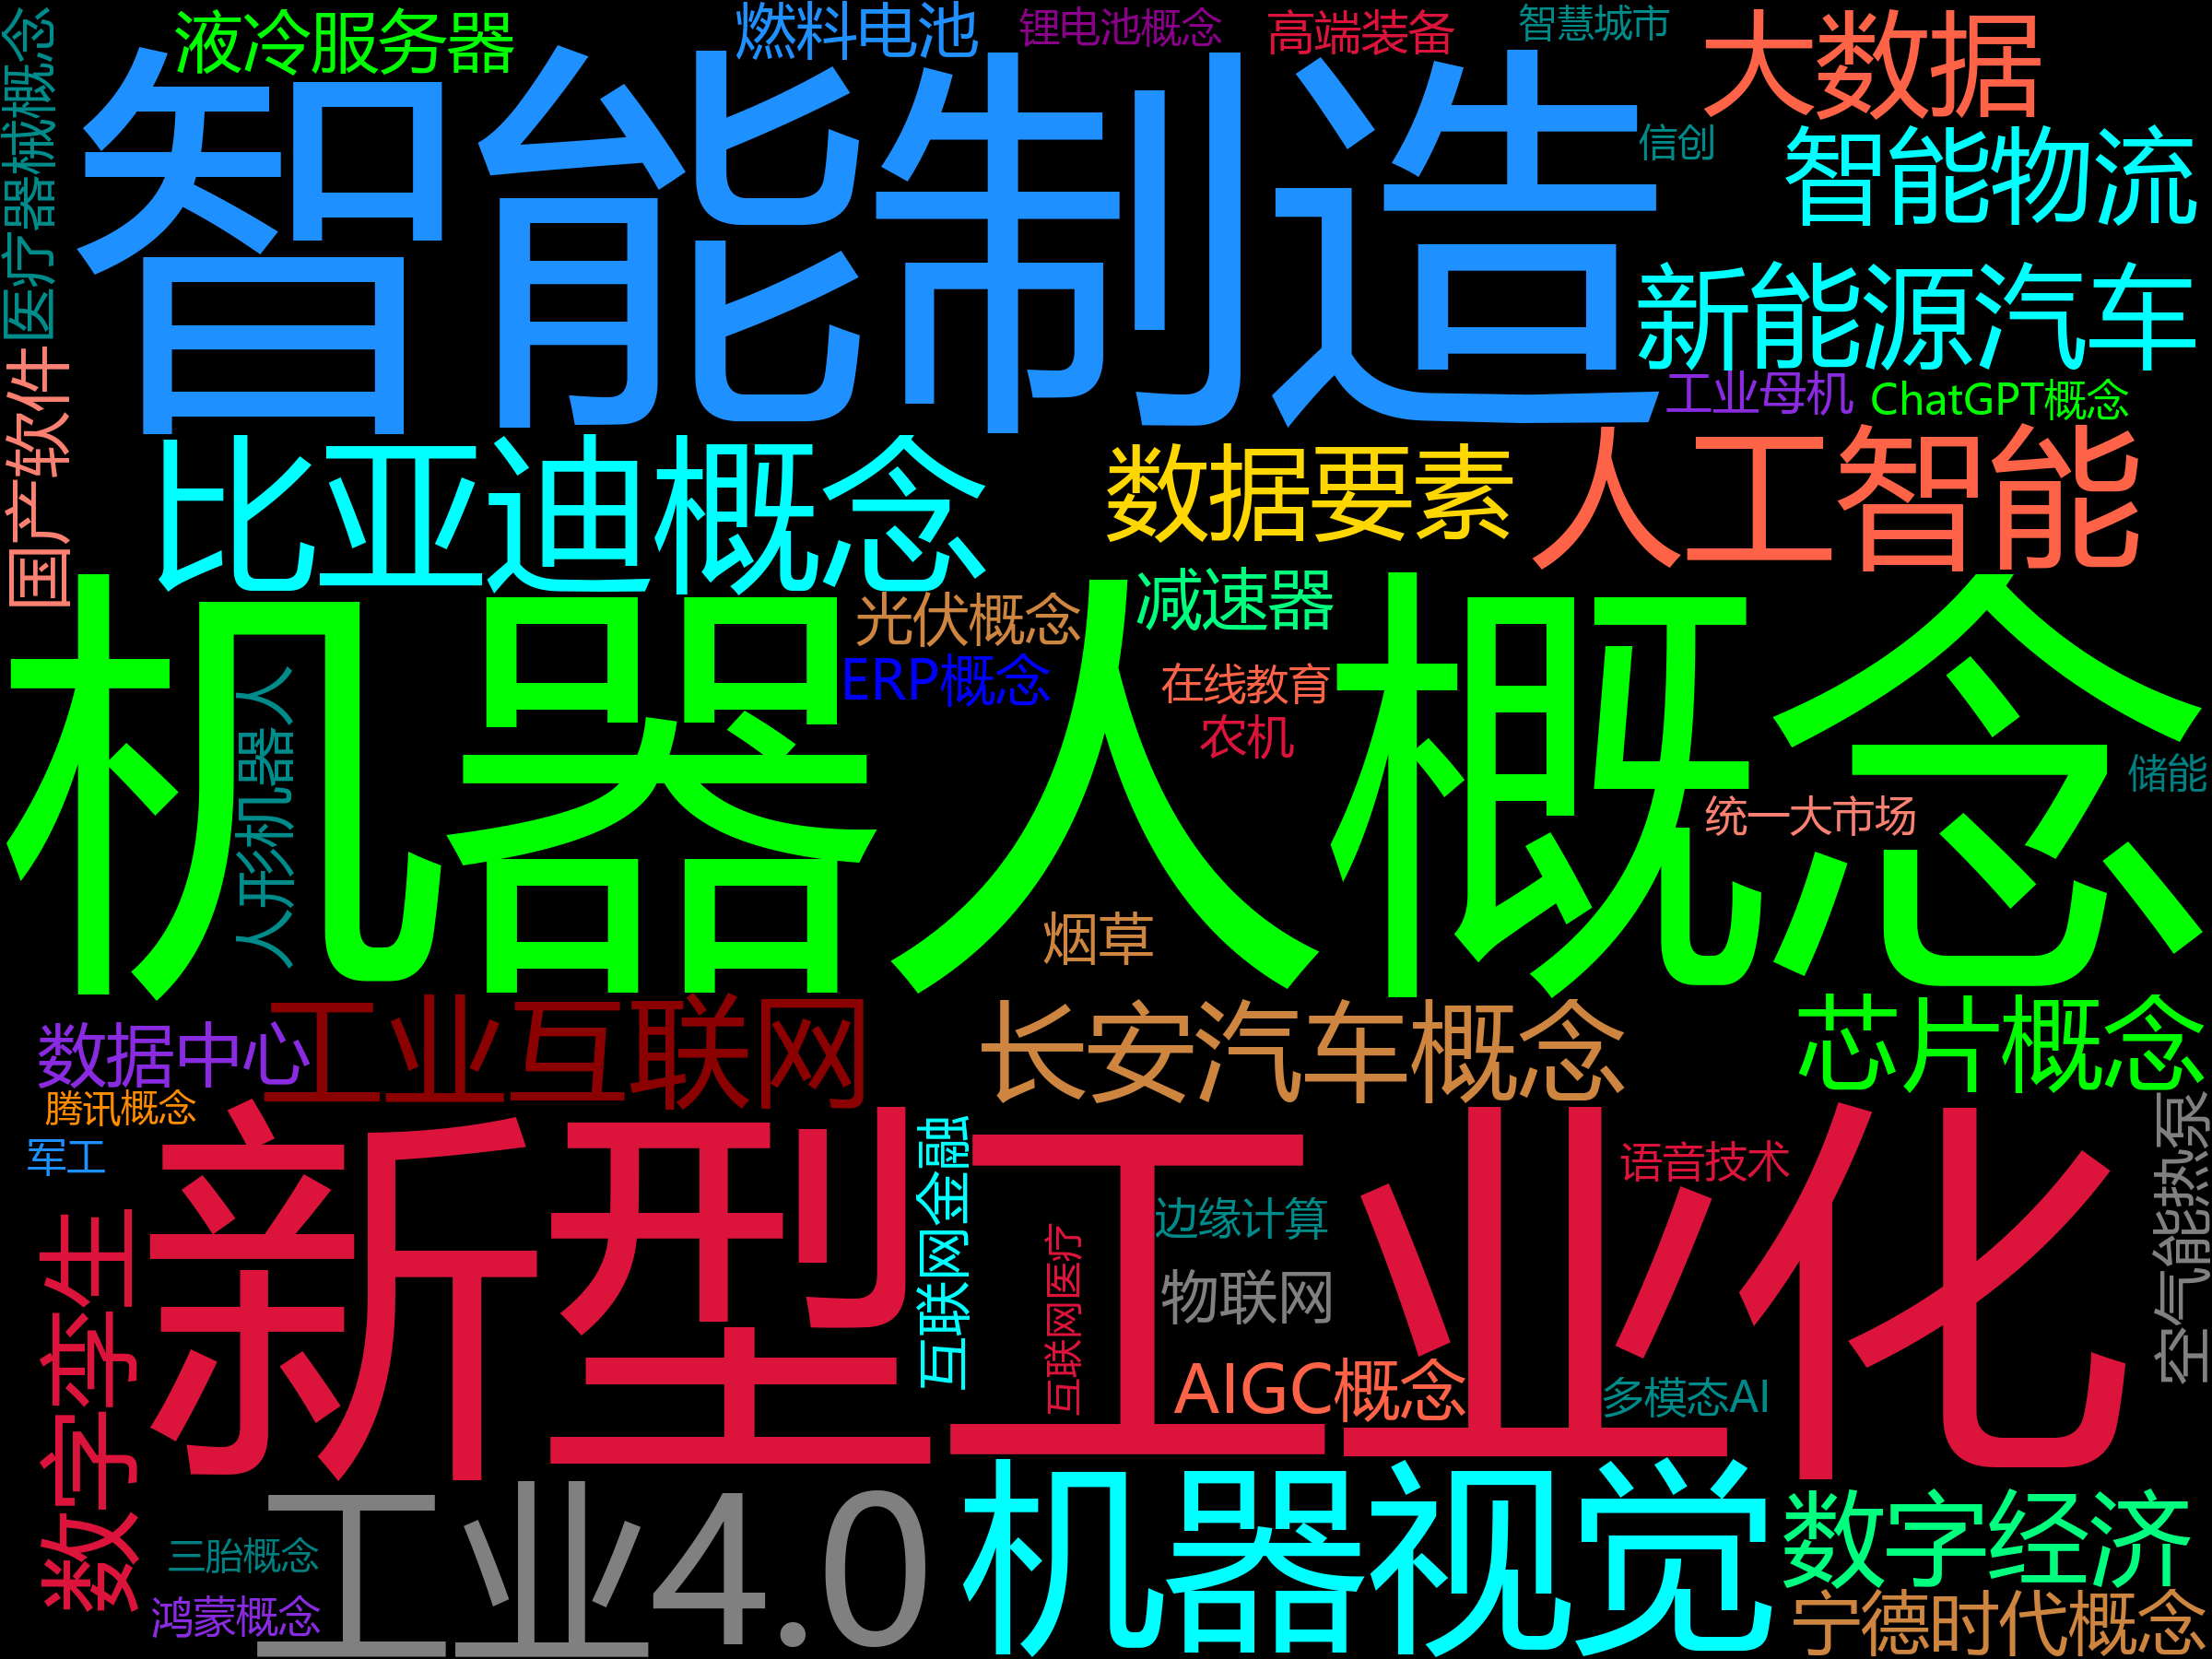 液冷服务器
燃料电池
锂电池概念
高端装备
智慧城市
大数据
医疗器械概念
智能制造
信创
智能物流
新能源汽车
国产软件
工业母机
ChatGPT概念
比亚迪概念
数据要素
人工智能
机器人概念
光伏概念
减速器
ERP概念
在线教育
农机
人形机器人
储能
统一大市场
烟草
数据中心
工业互联网
长安汽车概念
芯片概念
腾讯概念
军工
新型工业化
互联网金融
语音技术
空气能热泵
边缘计算
互联网医疗
物联网
数字孪生
AIGC概念
多模态AI
工业4.0
机器视觉
数字经济
三胎概念
鸿蒙概念
宁德时代概念